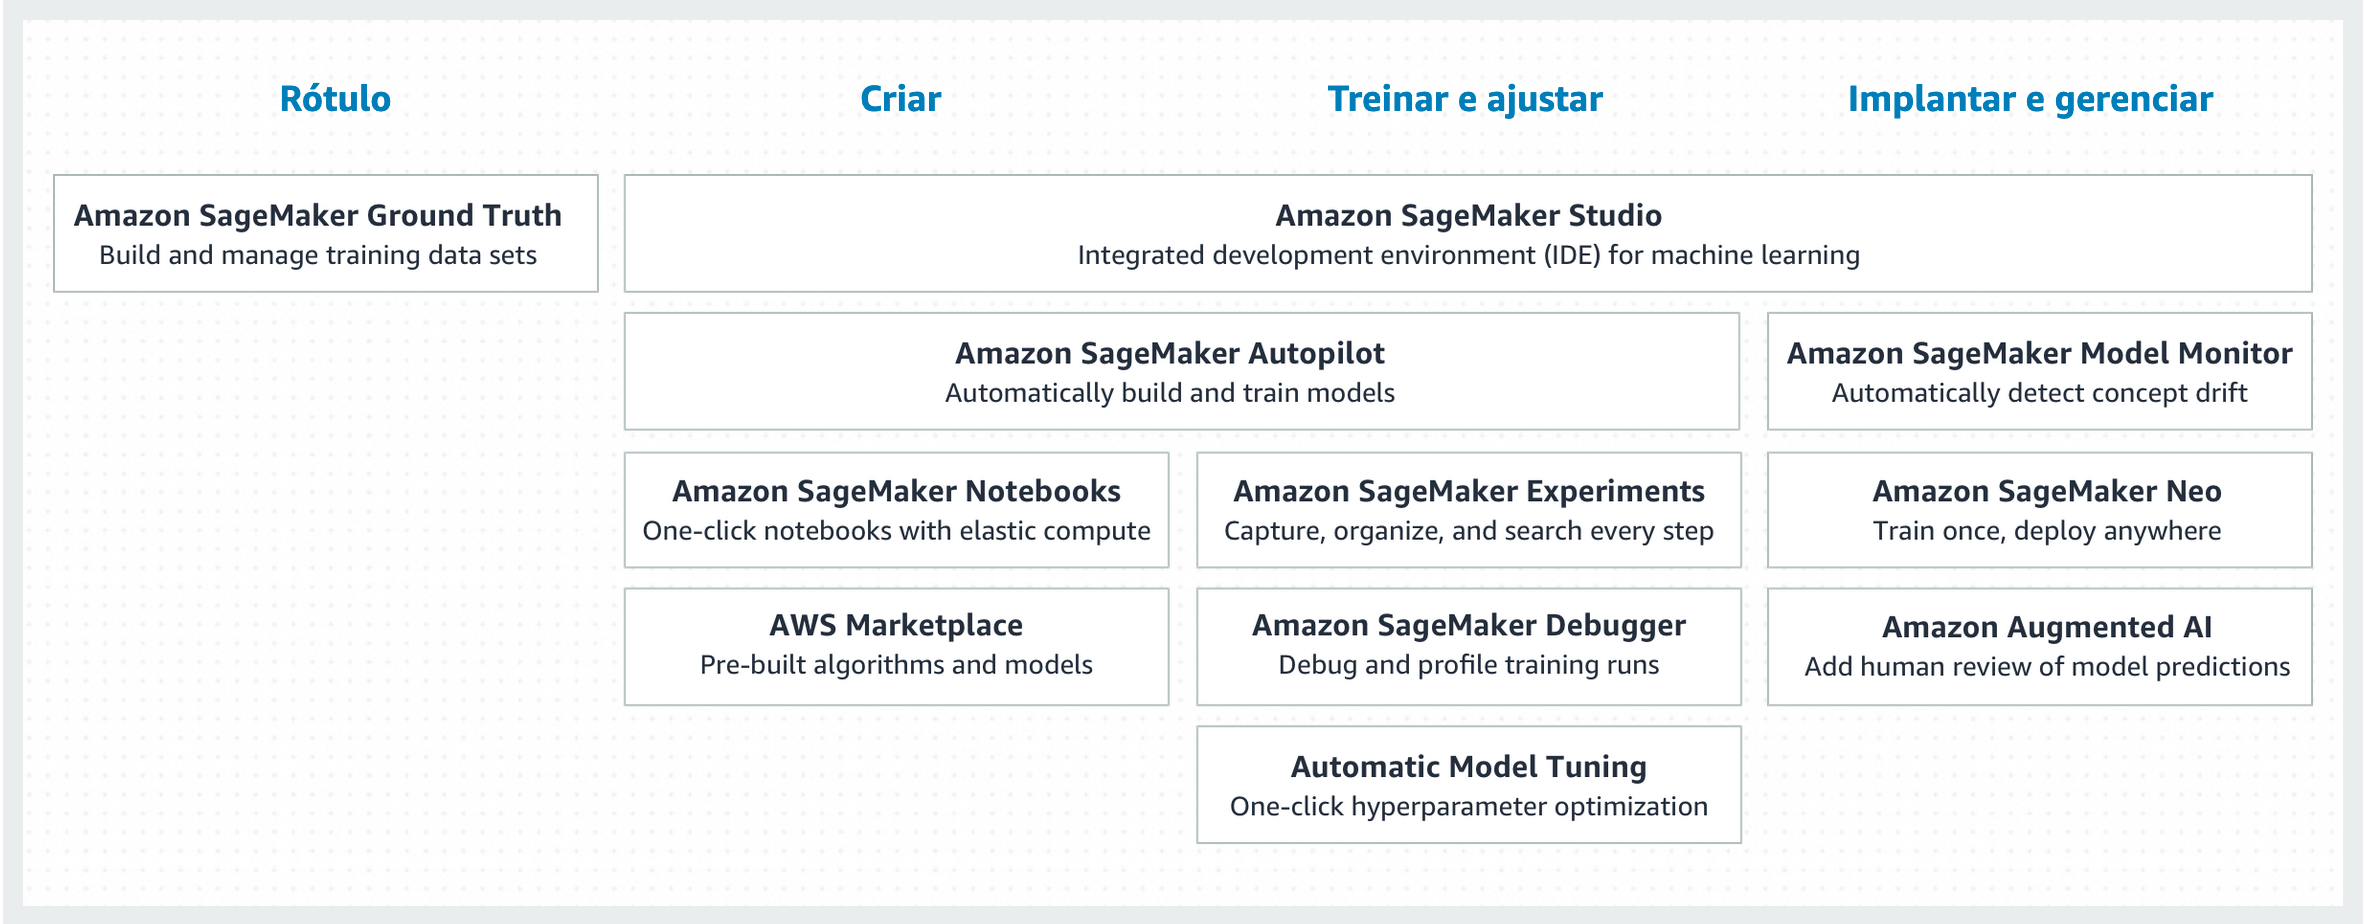 Rótulo
Criar
Treinar e ajustar
Implantar e gerenciar
Amazon SageMaker Ground Truth
Build and manage training data sets
Amazon SageMaker Studio
Integrated development environment (IDE) for machine learning
Amazon SageMaker Autopilot
Automatically build and train models
Amazon SageMaker Model Monitor
Automatically detect concept drift
Amazon SageMaker Notebooks
One-click notebooks with elastic compute
Amazon SageMaker Experiments
Capture, organize, and search every step
Amazon SageMaker Neo
Train once, deploy anywhere
AWS Marketplace
Pre-built algorithms and models
Amazon SageMaker Debugger
Debug and profile training runs
Amazon Augmented AI
Add human review of model predictions
Automatic Model Tuning
One-click hyperparameter optimization